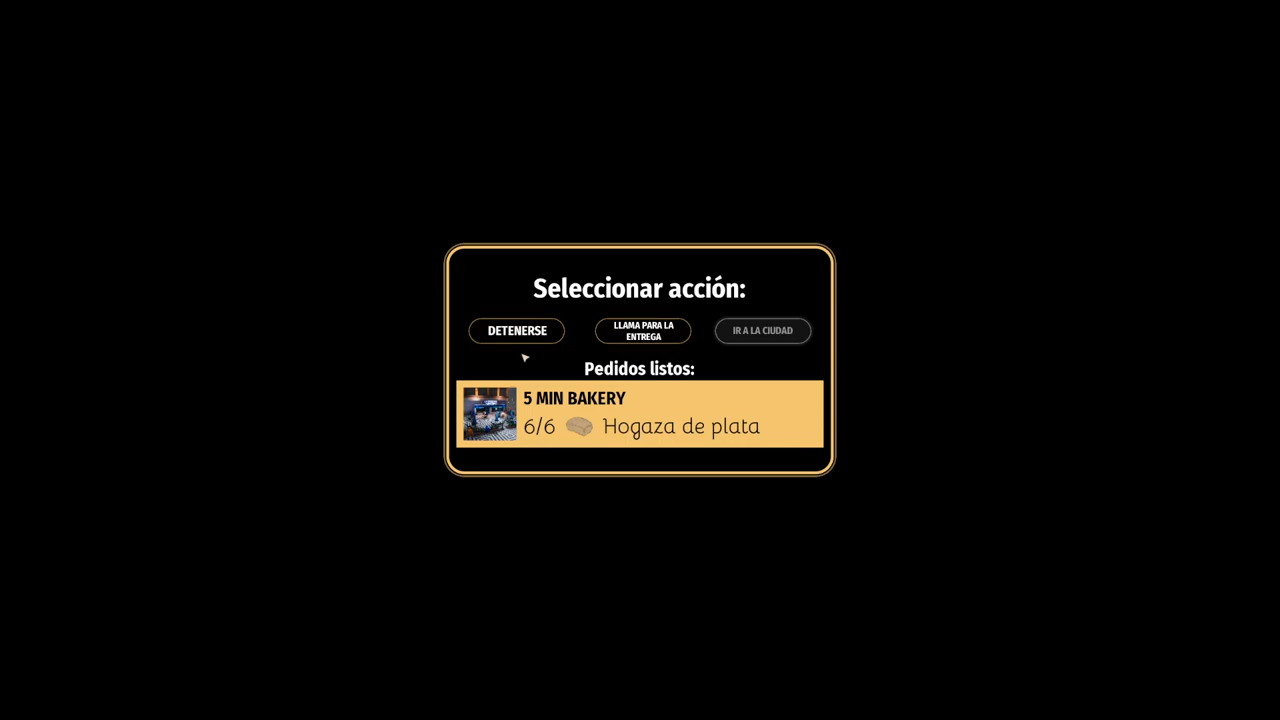 Seleccionar acción:
DETENERSE
LLAMA PARA LA
ENTREGA
IR A LA CIUDAD
Pedidos listos:
5 MIN BAKERY
6/6 Hogaza de plata